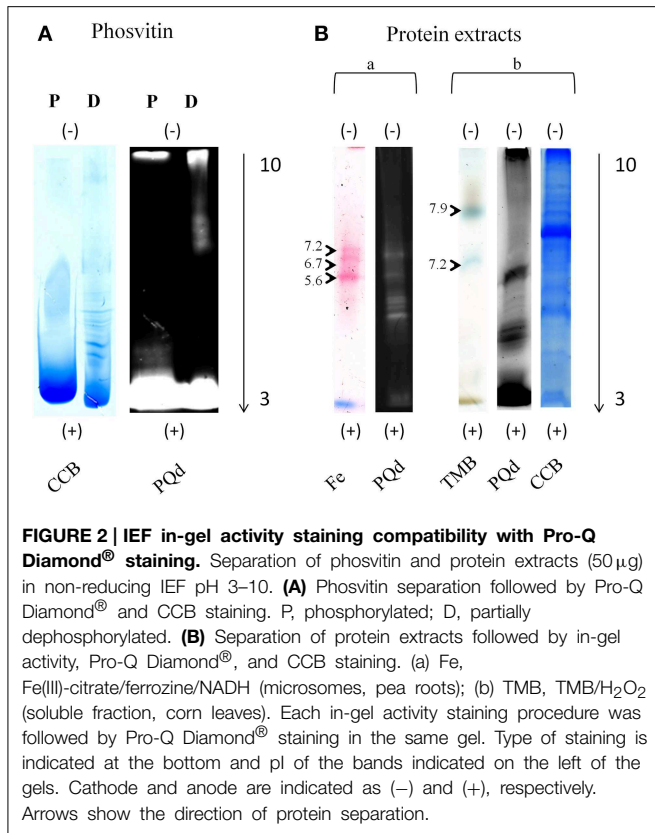 A Phosvitin
B Protein extracts
a b
P D P D
(-) (-) (-) (-) (-) (-) (-)
10 10
7.9
7.2 7.2
6.7
5.6
3 3
(+) (+) (+) (+) (+) (+) (+)
CCB PQd Fe PQd TMB PQd CCB
FIGURE 2 | IEF in-gel activity staining compatibility with Pro-Q
Diamond® staining. Separation of phosvitin and protein extracts (50 μg)
in non-reducing IEF pH 3–10. (A) Phosvitin separation followed by Pro-Q
Diamond® and CCB staining. P, phosphorylated; D, partially
dephosphorylated. (B) Separation of protein extracts followed by in-gel
activity, Pro-Q Diamond®, and CCB staining. (a) Fe,
Fe(III)-citrate/ferrozine/NADH (microsomes, pea roots); (b) TMB, TMB/H₂O₂
(soluble fraction, corn leaves). Each in-gel activity staining procedure was
followed by Pro-Q Diamond® staining in the same gel. Type of staining is
indicated at the bottom and pI of the bands indicated on the left of the
gels. Cathode and anode are indicated as (−) and (+), respectively.
Arrows show the direction of protein separation.